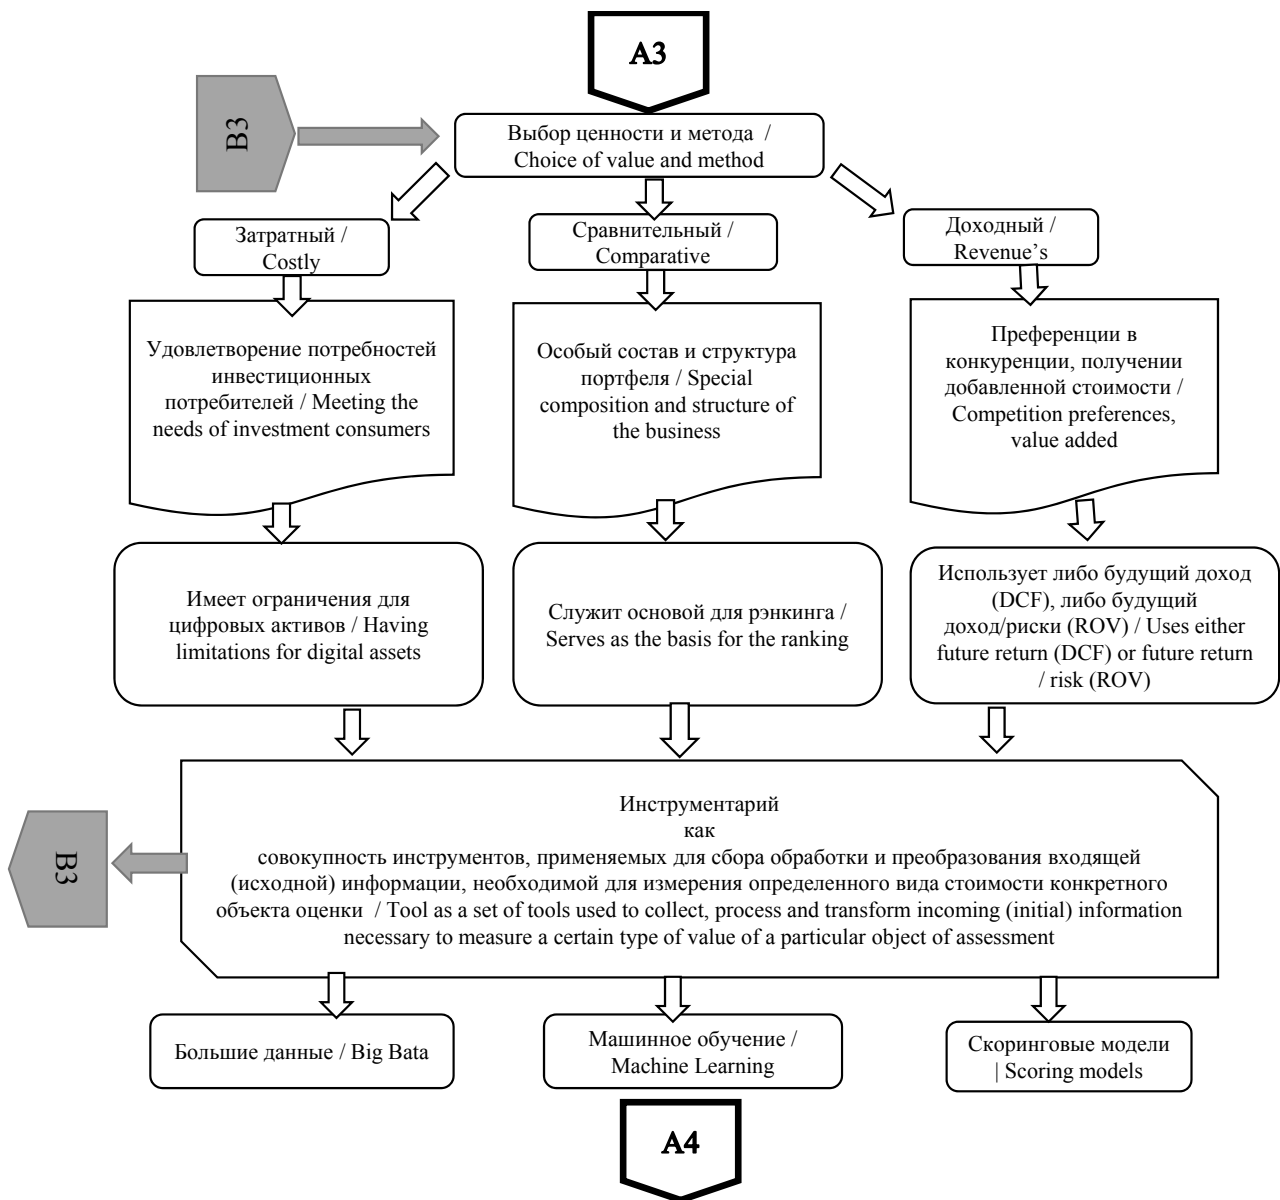 А3
В3
Выбор ценности и метода /
Choice of value and method
Затратный /
Costly
Сравнительный /
Comparative
Доходный /
Revenue's
Удовлетворение потребностей
инвестиционных
потребителей / Meeting the
needs of investment consumers
Особый состав и структура
портфеля / Special
composition and structure of
the business
Преференции в
конкуренции, получении
добавленной стоимости /
Competition preferences,
value added
Имеет ограничения для
цифровых активов / Having
limitations for digital assets
Служит основой для рэнкинга /
Serves as the basis for the ranking
Использует либо будущий доход
(DCF), либо будущий
доход/риски (ROV) / Uses either
future return (DCF) or future return
/ risk (ROV)
Инструментарий
как
совокупность инструментов, применяемых для сбора обработки и преобразования входящей
(исходной) информации, необходимой для измерения определенного вида стоимости конкретного
объекта оценки / Tool as a set of tools used to collect, process and transform incoming (initial) information
necessary to measure a certain type of value of a particular object of assessment
В3
Большие данные / Big Bata
Машинное обучение /
Machine Learning
Скоринговые модели
| Scoring models
А4